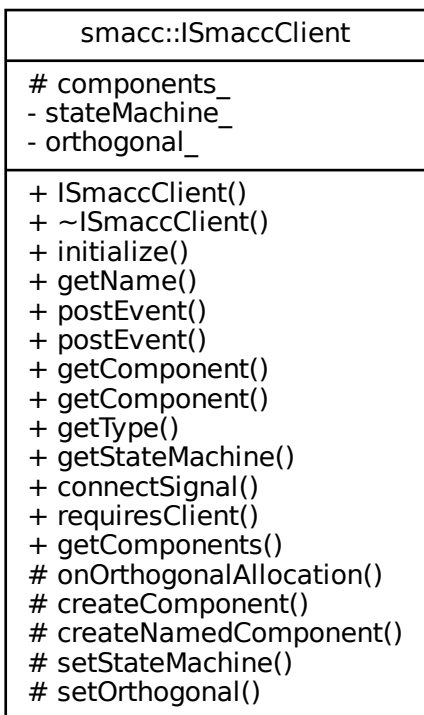 smacc::ISmaccClient
# components_
- stateMachine_
- orthogonal_
+ ISmaccClient()
+ ~ISmaccClient()
+ initialize()
+ getName()
+ postEvent()
+ postEvent()
+ getComponent()
+ getComponent()
+ getType()
+ getStateMachine()
+ connectSignal()
+ requiresClient()
+ getComponents()
# onOrthogonalAllocation()
# createComponent()
# createNamedComponent()
# setStateMachine()
# setOrthogonal()